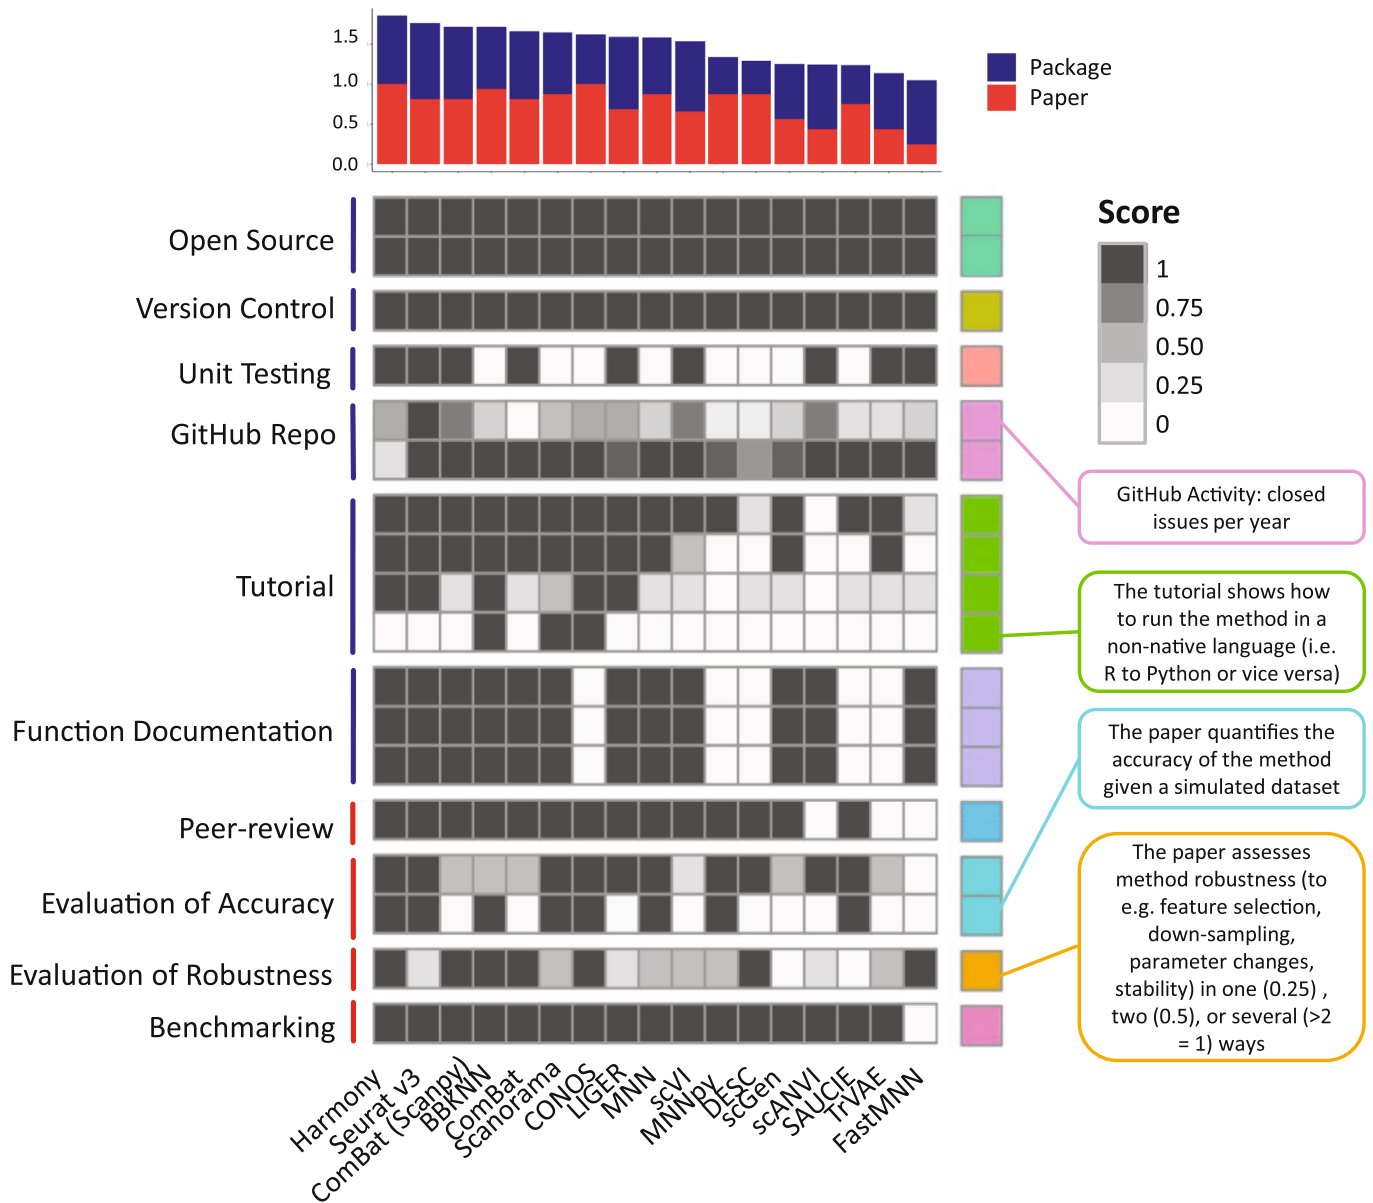 1.5
1.0
0.5
0.0
Package
Paper
Open Source
Version Control
Unit Testing
GitHub Repo
Tutorial
Function Documentation
Peer-review
Evaluation of Accuracy
Evaluation of Robustness
Benchmarking
Score
1
0.75
0.50
0.25
0
GitHub Activity: closed
issues per year
The tutorial shows how
to run the method in a
non-native language (i.e.
R to Python or vice versa)
The paper quantifies the
accuracy of the method
given a simulated dataset
The paper assesses
method robustness (to
e.g. feature selection,
down-sampling,
parameter changes,
stability) in one (0.25) ,
two (0.5), or several (>2
= 1) ways
Harmony
Seurat v3
ComBat (Scanpy)
BBKNN
ComBat
Scanorama
CONOS
LIGER
MNN
scVI
MNNpy
DESC
scGen
scANVI
SAUCIE
TrVAE
FastMNN